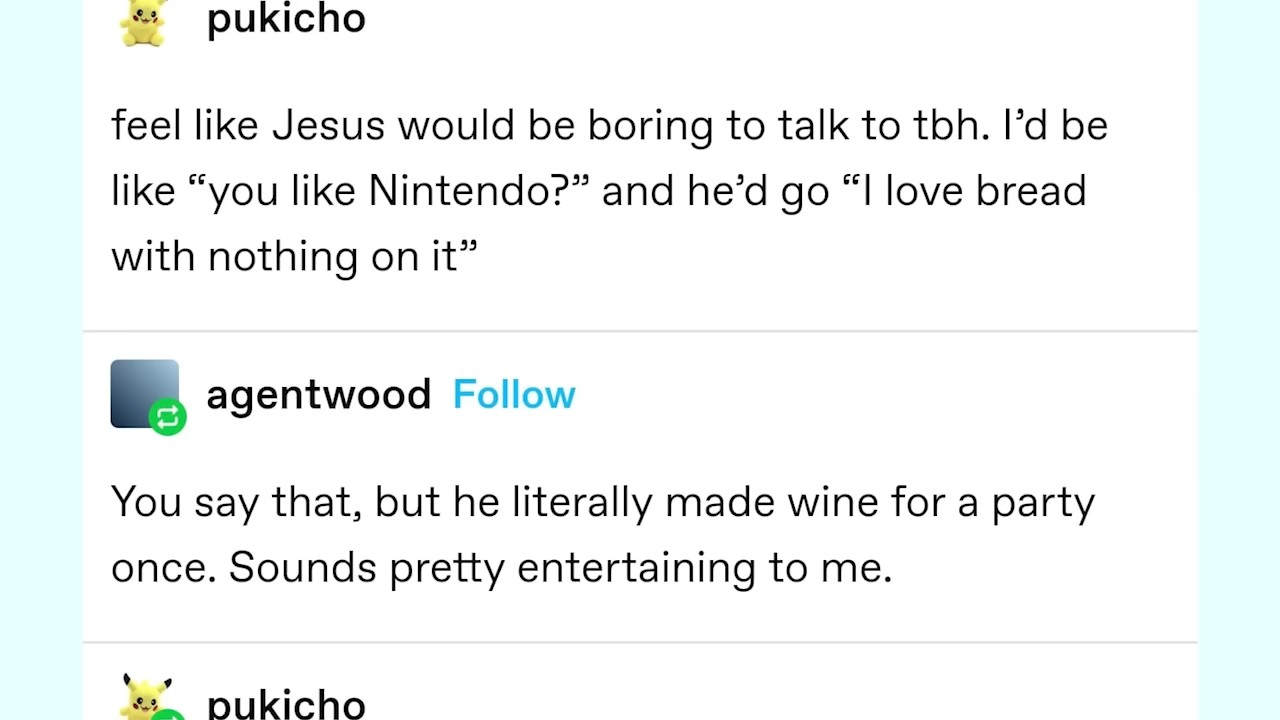 pukicho
feel like Jesus would be boring to talk to tbh. I’d be
like “you like Nintendo?” and he’d go “I love bread
with nothing on it”
agentwood Follow
You say that, but he literally made wine for a party
once. Sounds pretty entertaining to me.
pukicho